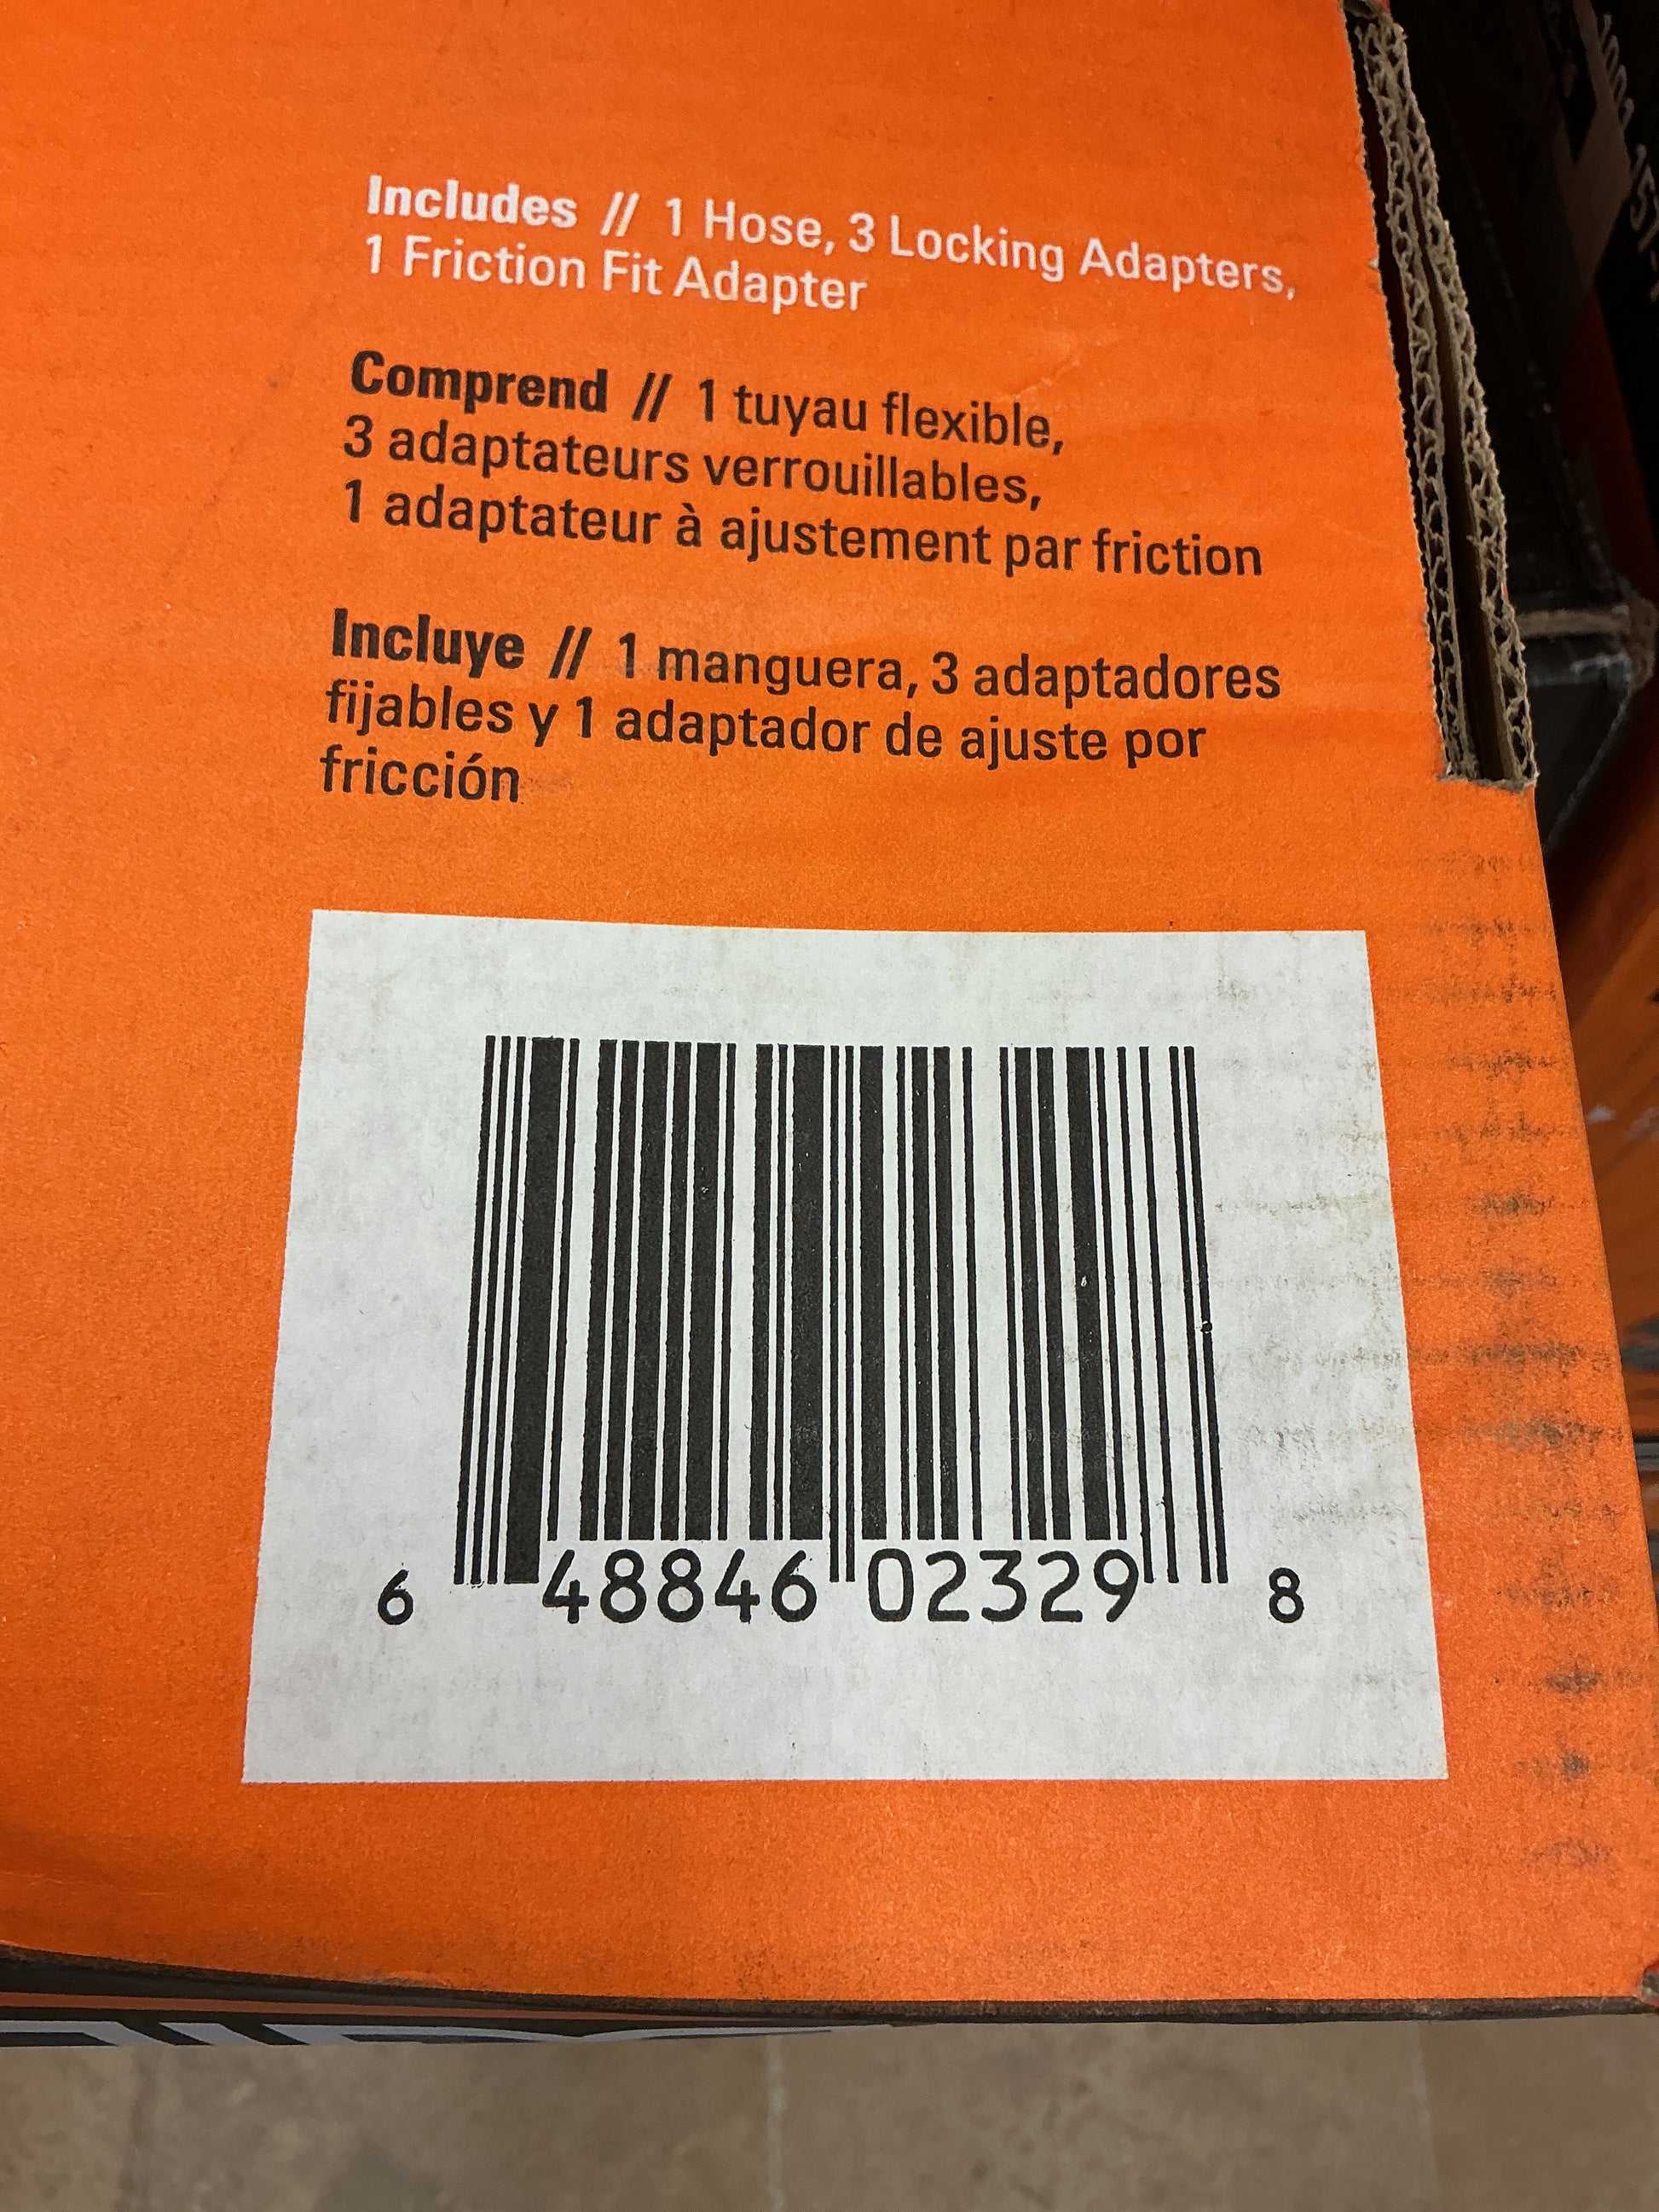 Includes // 1 Hose, 3 Locking Adapters,
1 Friction Fit Adapter
Comprend // 1 tuyau flexible,
3 adaptateurs verrouillables,
1 adaptateur à ajustement par friction
Incluye // 1 manguera, 3 adaptadores
fijables y 1 adaptador de ajuste por
fricción
6 48846 02329 8